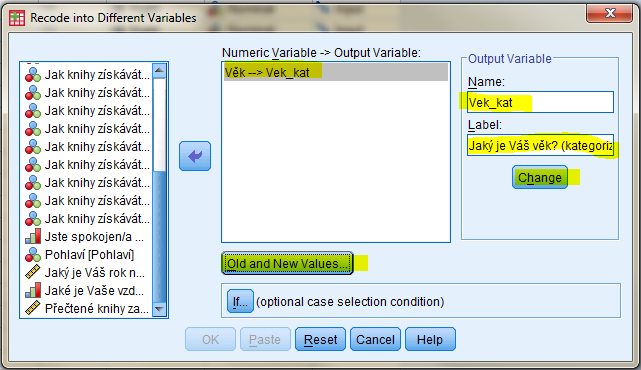 Recode into Different Variables
Jak knihy získávát...
Jak knihy získávát...
Jak knihy získávát...
Jak knihy získávát...
Jak knihy získávát...
Jak knihy získávát...
Jak knihy získávát...
Jak knihy získávát...
Jak knihy získávát...
Jste spokojen/a ...
Pohlaví [Pohlaví]
Jaký je Váš rok n...
Jaké je Vaše vzd...
Přečtené knihy za...
Numeric Variable -> Output Variable:
Věk --> Vek_kat
Old and New Values...
If... (optional case selection condition)
Output Variable
Name:
Vek_kat
Label:
Jaký je Váš věk? (kategoriz
Change
OK Paste Reset Cancel Help